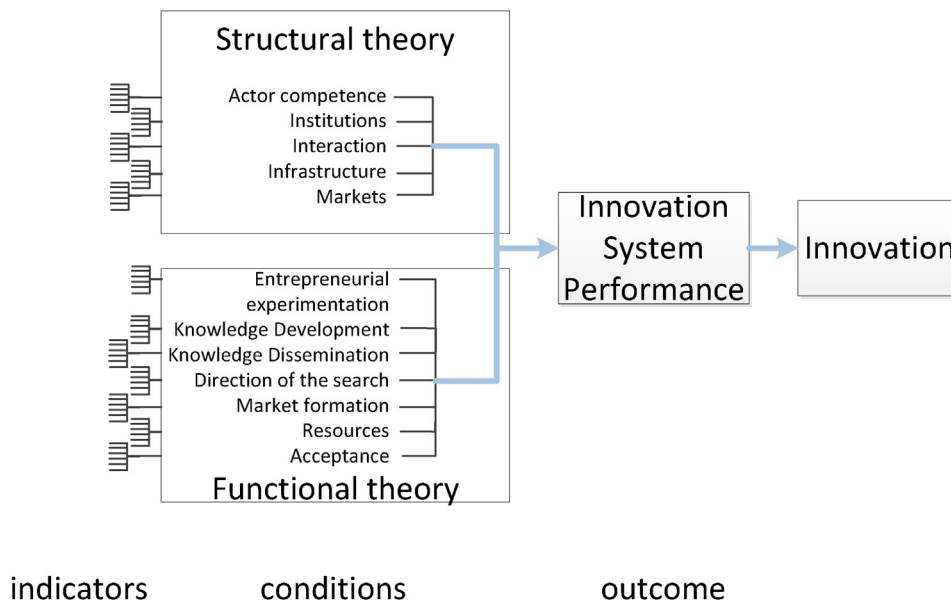 Structural theory
Actor competence
Institutions
Interaction
Infrastructure
Markets
Entrepreneurial
experimentation
Knowledge Development
Knowledge Dissemination
Direction of the search
Market formation
Resources
Acceptance
Functional theory
Innovation
System
Performance
Innovation
indicators
conditions
outcome